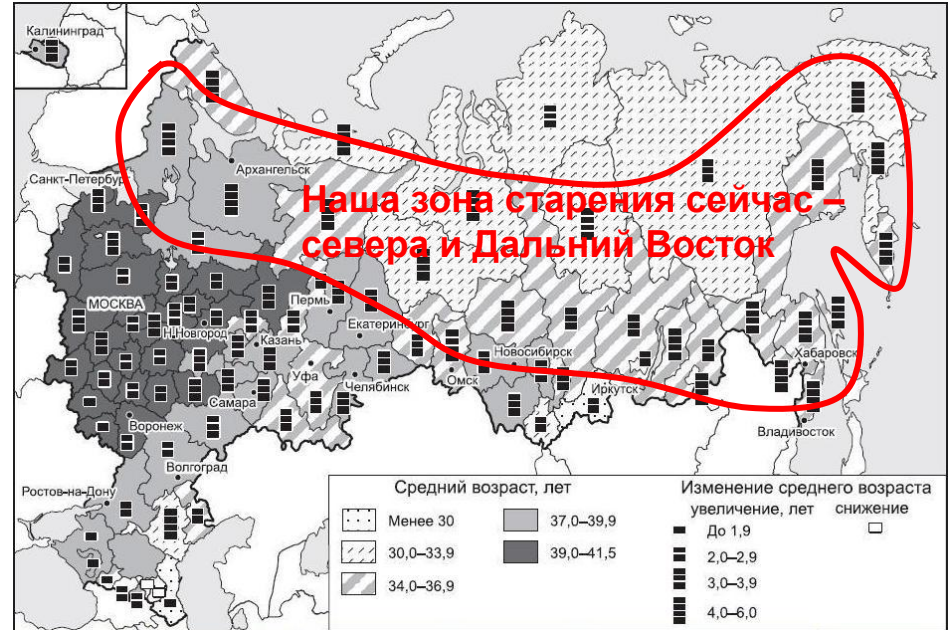 Калининград
Архангельск
Санкт-Петербург
Наша зона старения сейчас –
севера и Дальний Восток
МОСКВА
Пермь
Н.Новгород
Екатеринбург
Казань
Новосибирск
Хабаровск
Уфа
Омск
Челябинск
Иркутск
Самара
Воронеж
Владивосток
Волгоград
Ростов-на-Дону
Средний возраст, лет
Менее 30
30,0–33,9
34,0–36,9
37,0–39,9
39,0–41,5
Изменение среднего возраста
увеличение, лет
снижение
До 1,9
2,0–2,9
3,0–3,9
4,0–6,0